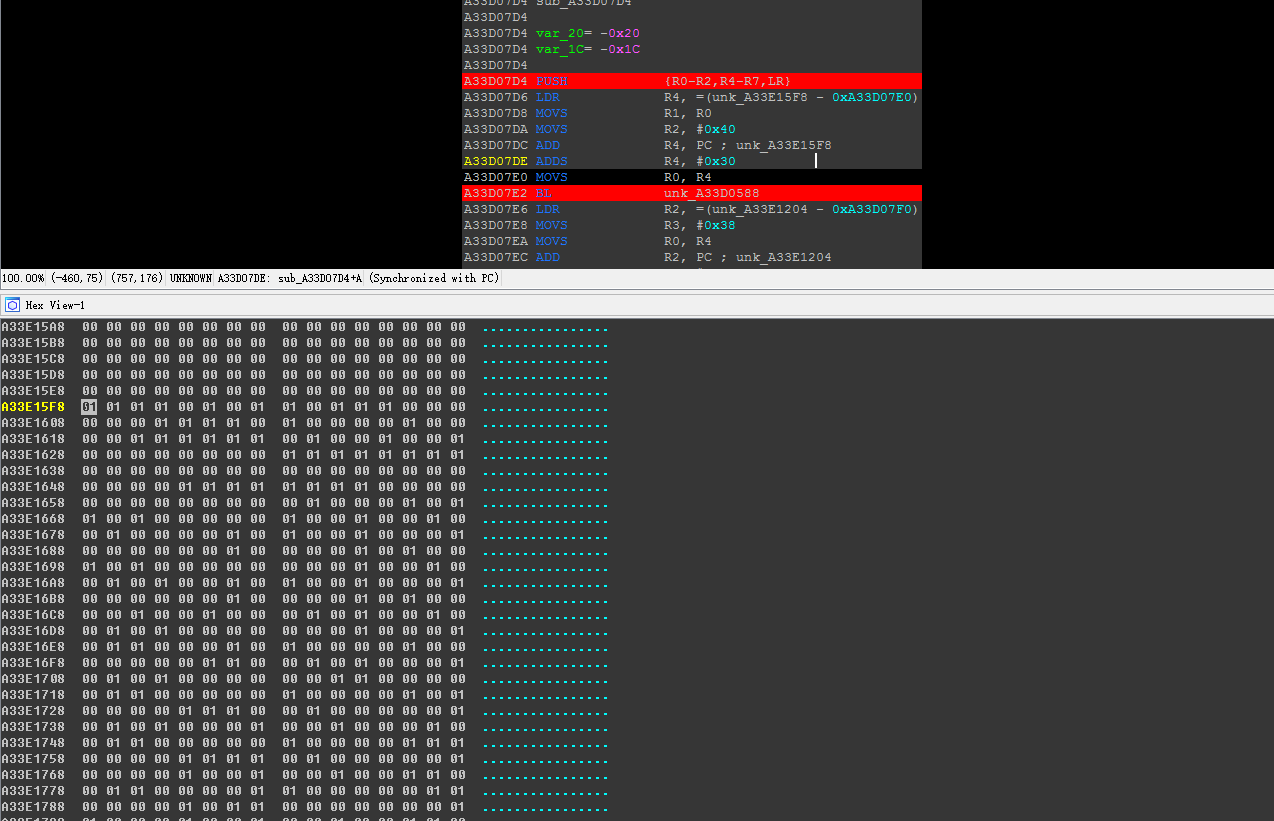 A33D07D4 sub_A33D07D4
A33D07D4
A33D07D4 var_20= -0x20
A33D07D4 var_1C= -0x1C
A33D07D4
A33D07D4 PUSH {R0-R2,R4-R7,LR}
A33D07D6 LDR R4, =(unk_A33E15F8 - 0xA33D07E0)
A33D07D8 MOVS R1, R0
A33D07DA MOVS R2, #0x40
A33D07DC ADD R4, PC ; unk_A33E15F8
A33D07DE ADDS R4, #0x30
A33D07E0 MOVS R0, R4
A33D07E2 BL unk_A33D0588
A33D07E6 LDR R2, =(unk_A33E1204 - 0xA33D07F0)
A33D07E8 MOVS R3, #0x38
A33D07EA MOVS R0, R4
A33D07EC ADD R2, PC ; unk_A33E1204
100.00% (-460,75) (757,176) UNKNOWN A33D07DE: sub_A33D07D4+A (Synchronized with PC)
Hex View-1
A33E15A8 00 00 00 00 00 00 00 00 00 00 00 00 00 00 00 00 ................
A33E15B8 00 00 00 00 00 00 00 00 00 00 00 00 00 00 00 00 ................
A33E15C8 00 00 00 00 00 00 00 00 00 00 00 00 00 00 00 00 ................
A33E15D8 00 00 00 00 00 00 00 00 00 00 00 00 00 00 00 00 ................
A33E15E8 00 00 00 00 00 00 00 00 00 00 00 00 00 00 00 00 ................
A33E15F8 01 01 01 01 00 01 00 01 01 00 01 01 01 00 00 00 ................
A33E1608 00 00 00 01 01 01 01 00 01 00 00 00 00 01 00 00 ................
A33E1618 00 00 01 01 01 01 01 01 00 01 00 00 01 00 00 01 ................
A33E1628 00 00 00 00 00 00 00 00 01 01 01 01 01 01 01 01 ................
A33E1638 00 00 00 00 00 00 00 00 00 00 00 00 00 00 00 00 ................
A33E1648 00 00 00 00 01 01 01 01 01 01 01 01 00 00 00 00 ................
A33E1658 00 00 00 00 00 00 00 00 00 01 00 00 00 01 00 01 ................
A33E1668 01 00 01 00 00 00 00 00 01 00 00 01 00 00 01 00 ................
A33E1678 00 01 00 00 00 00 01 00 01 00 00 01 00 00 00 01 ................
A33E1688 00 00 00 00 00 00 01 00 00 00 00 01 00 01 00 00 ................
A33E1698 01 00 01 00 00 00 00 00 01 00 00 01 00 00 01 00 ................
A33E16A8 00 01 00 01 00 00 01 00 01 00 00 01 00 00 00 01 ................
A33E16B8 00 00 00 00 00 00 01 00 00 00 00 01 00 01 00 00 ................
A33E16C8 00 00 01 00 00 01 00 00 00 01 00 01 00 00 01 00 ................
A33E16D8 00 01 00 01 00 00 00 00 00 00 00 01 00 00 00 01 ................
A33E16E8 00 01 01 00 00 00 01 00 01 00 00 00 00 01 00 00 ................
A33E16F8 00 00 00 00 00 01 01 00 00 01 00 01 00 00 00 00 ................
A33E1708 00 01 00 01 00 00 00 00 00 00 01 01 00 00 00 01 ................
A33E1718 00 01 01 00 00 00 00 00 01 00 00 00 01 00 01 ................
A33E1728 00 00 00 00 01 01 01 00 00 01 00 00 00 00 01 00 ................
A33E1738 00 01 00 01 00 00 00 01 00 00 01 00 00 00 01 00 ................
A33E1748 00 01 01 00 00 00 00 00 01 00 00 00 00 01 01 01 ................
A33E1758 00 00 00 00 01 01 01 01 00 01 00 00 00 00 00 01 ................
A33E1768 00 00 00 00 01 00 00 01 00 00 01 00 00 01 01 00 ................
A33E1778 00 01 01 00 00 00 00 01 01 00 00 00 00 00 01 01 ................
A33E1788 00 00 00 00 01 00 01 01 00 00 00 00 00 00 00 01 ................